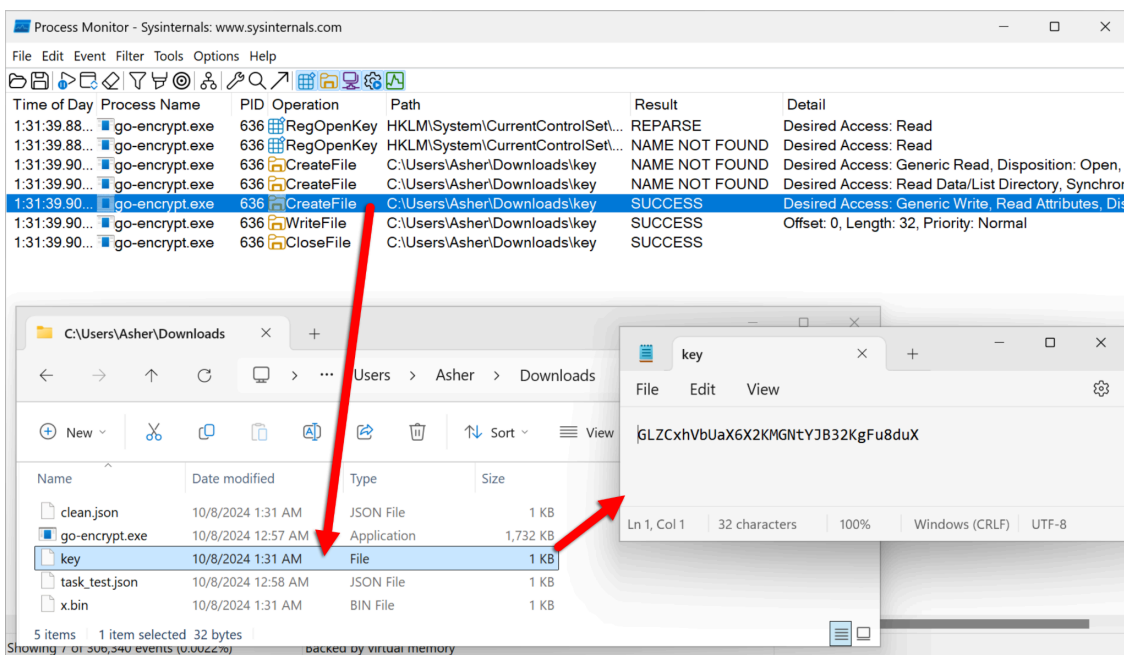 Process Monitor - Sysinternals: www.sysinternals.com
File Edit Event Filter Tools Options Help
Time of Day Process Name PID Operation Path Result Detail
1:31:39.88... go-encrypt.exe 636 RegOpenKey HKLM\System\CurrentControlSet\... REPARSE Desired Access: Read
1:31:39.88... go-encrypt.exe 636 RegOpenKey HKLM\System\CurrentControlSet\... NAME NOT FOUND Desired Access: Read
1:31:39.90... go-encrypt.exe 636 CreateFile C:\Users\Asher\Downloads\key NAME NOT FOUND Desired Access: Generic Read, Disposition: Open,
1:31:39.90... go-encrypt.exe 636 CreateFile C:\Users\Asher\Downloads\key NAME NOT FOUND Desired Access: Read Data/List Directory, Synchron
1:31:39.90... go-encrypt.exe 636 CreateFile C:\Users\Asher\Downloads\key SUCCESS Desired Access: Generic Write, Read Attributes, Dis
1:31:39.90... go-encrypt.exe 636 WriteFile C:\Users\Asher\Downloads\key SUCCESS Offset: 0, Length: 32, Priority: Normal
1:31:39.90... go-encrypt.exe 636 CloseFile C:\Users\Asher\Downloads\key SUCCESS
C:\Users\Asher\Downloads
... Users > Asher > Downloads
New Sort View
Name Date modified Type Size
clean.json 10/8/2024 1:31 AM JSON File 1 KB
go-encrypt.exe 10/8/2024 12:57 AM Application 1,732 KB
key 10/8/2024 1:31 AM File 1 KB
task_test.json 10/8/2024 12:58 AM JSON File 1 KB
x.bin 10/8/2024 1:31 AM BIN File 1 KB
5 items 1 item selected 32 bytes
key
File Edit View
GLZCxhVbUaX6X2KMGNtYJB32KgFu8duX
Ln 1, Col 1 32 characters 100% Windows (CRLF) UTF-8
Showing 7 of 306,340 events (0.0022%) Backed by virtual memory